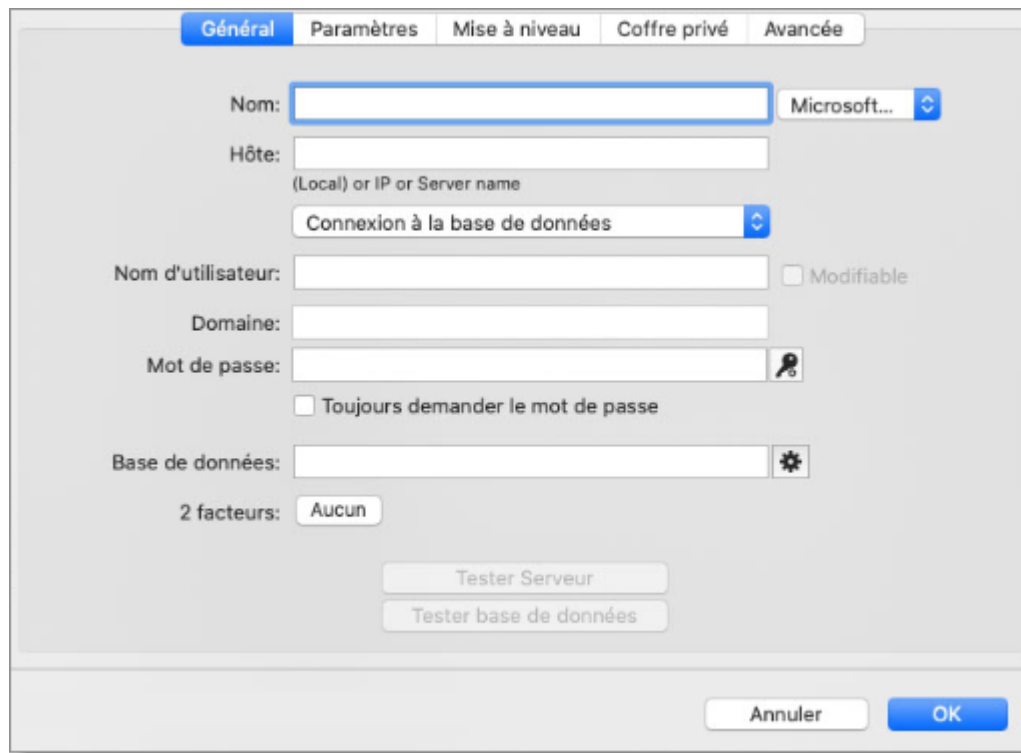 Général Paramètres Mise à niveau Coffre privé Avancée
Nom: Microsoft...
Hôte:
(Local) or IP or Server name
Connexion à la base de données
Nom d'utilisateur: Modifiable
Domaine:
Mot de passe:
Toujours demander le mot de passe
Base de données:
2 facteurs: Aucun
Tester Serveur
Tester base de données
Annuler OK